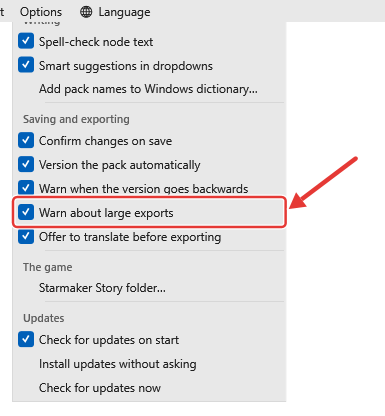 t Options Language
Writing
Spell-check node text
Smart suggestions in dropdowns
Add pack names to Windows dictionary...
Saving and exporting
Confirm changes on save
Version the pack automatically
Warn when the version goes backwards
Warn about large exports
Offer to translate before exporting
The game
Starmaker Story folder...
Updates
Check for updates on start
Install updates without asking
Check for updates now